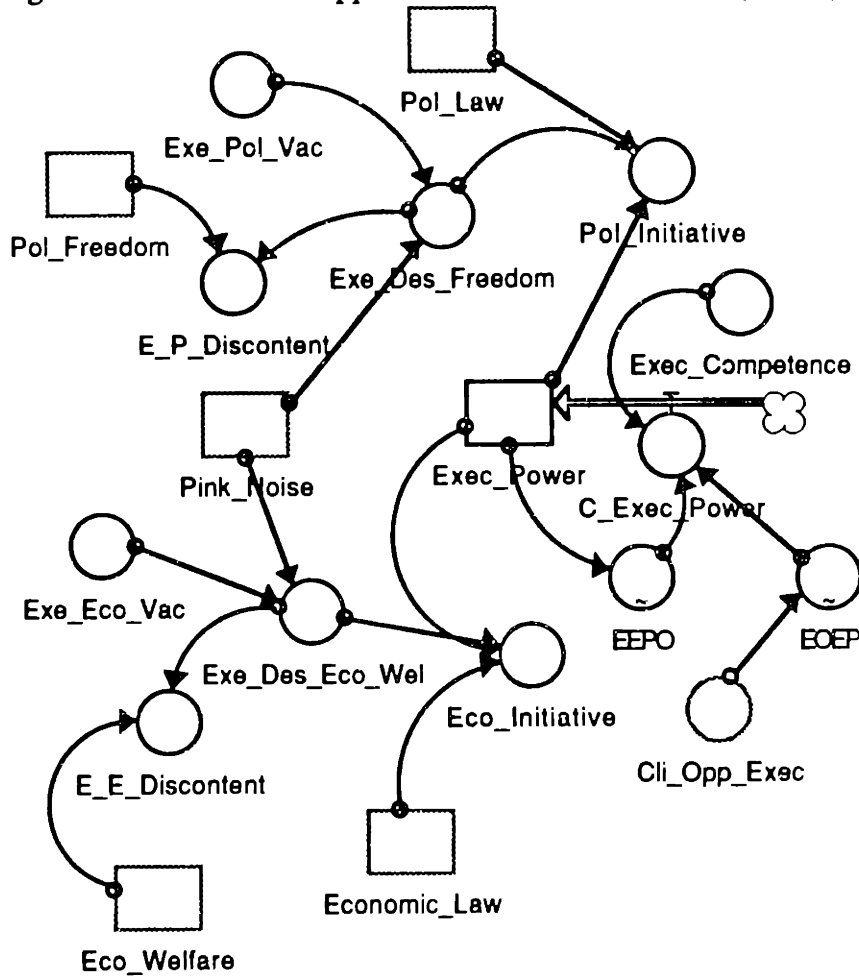 Pol_Law
Exe_Pol_Vac
Pol_Freedom
Pol_Initiative
Exe_Des_Freedom
E_P_Discontent
Exec_Competence
Pink_Noise
Exec_Power
C_Exec_Power
Exe_Eco_Vac
~
~
EEPO
EOEP
Exe_Des_Eco_Wel
Eco_Initiative
Cli_Opp_Exec
E_E_Discontent
Economic_Law
Eco_Welfare